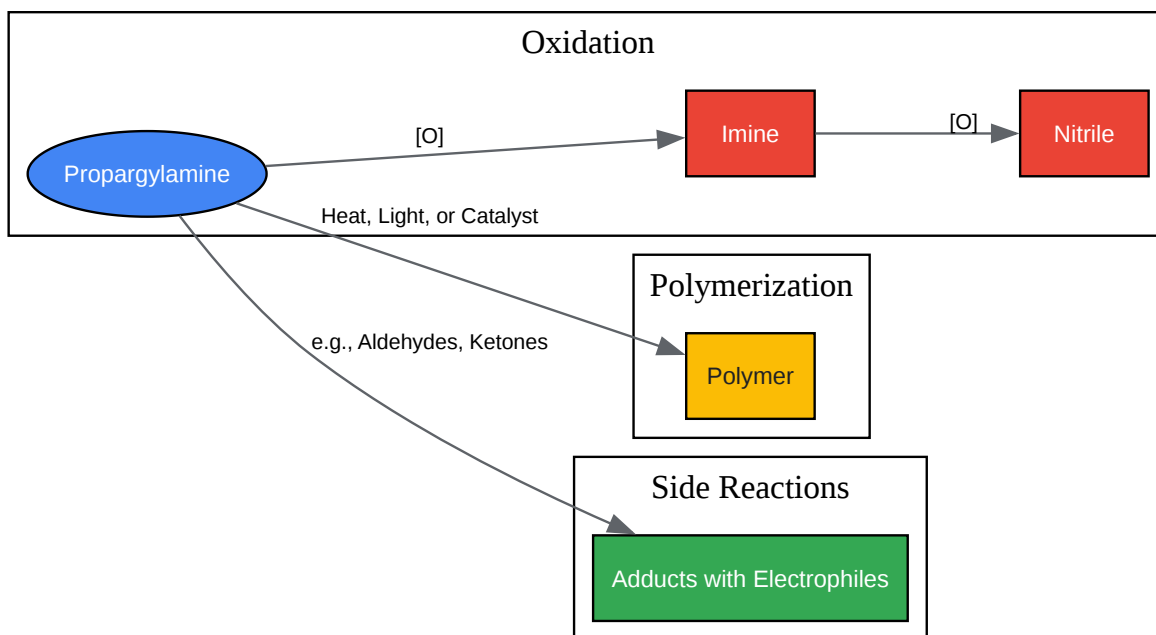 Oxidation
Propargylamine
[O]
Imine
[O]
Nitrile
Heat, Light, or Catalyst
Polymerization
e.g., Aldehydes, Ketones
Polymer
Side Reactions
Adducts with Electrophiles